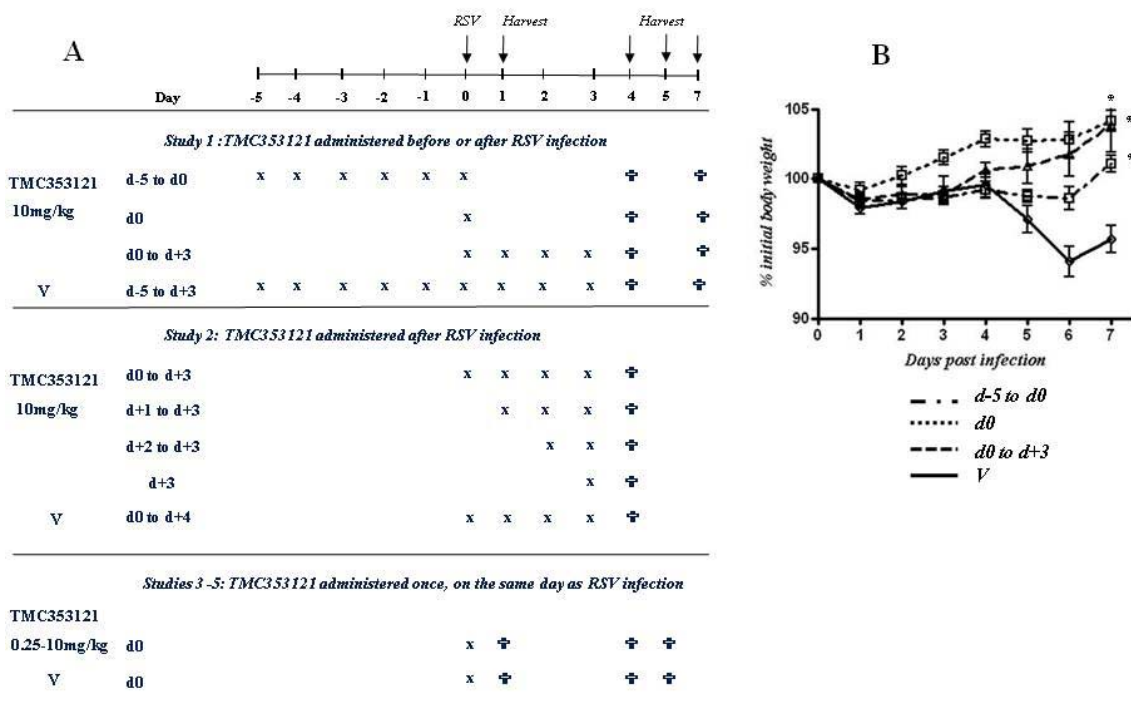 RSV Harvest Harvest
A
Day -5 -4 -3 -2 -1 0 1 2 3 4 5 7
Study 1 :TMC353121 administered before or after RSV infection
TMC353121 d-5 to d0 x x x x x x
10mg/kg d0 x
d0 to d+3 x x x x
V d-5 to d+3 x x x x x x x x x
Study 2: TMC353121 administered after RSV infection
TMC353121 d0 to d+3 x x x x
10mg/kg d+1 to d+3 x x x
d+2 to d+3 x x
d+3 x
V d0 to d+4 x x x x
Studies 3 -5: TMC353121 administered once, on the same day as RSV infection
TMC353121
0.25-10mg/kg d0 x
V d0 x
B
% initial body weight
105
100
95
90
* * *
0 1 2 3 4 5 6 7
Days post infection
d-5 to d0
d0
d0 to d+3
V